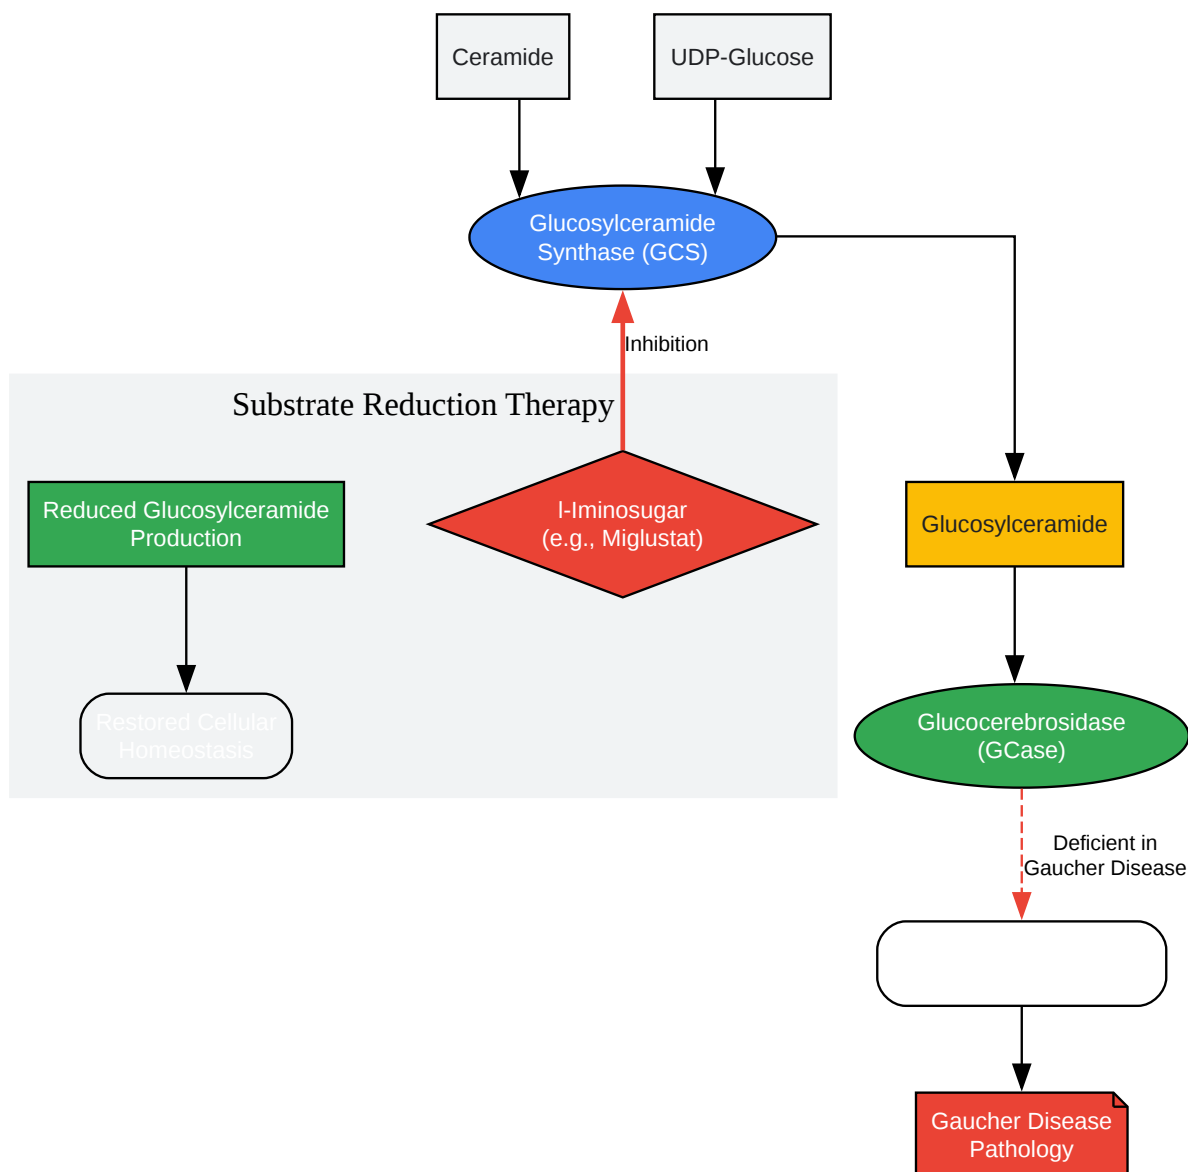 Ceramide
UDP-Glucose
Glucosylceramide
Synthase (GCS)
Inhibition
Substrate Reduction Therapy
Reduced Glucosylceramide
Production
l-Iminosugar
(e.g., Miglustat)
Glucosylceramide
Restored Cellular
Homeostasis
Glucocerebrosidase
(GCase)
Deficient in
Gaucher Disease
Gaucher Disease
Pathology